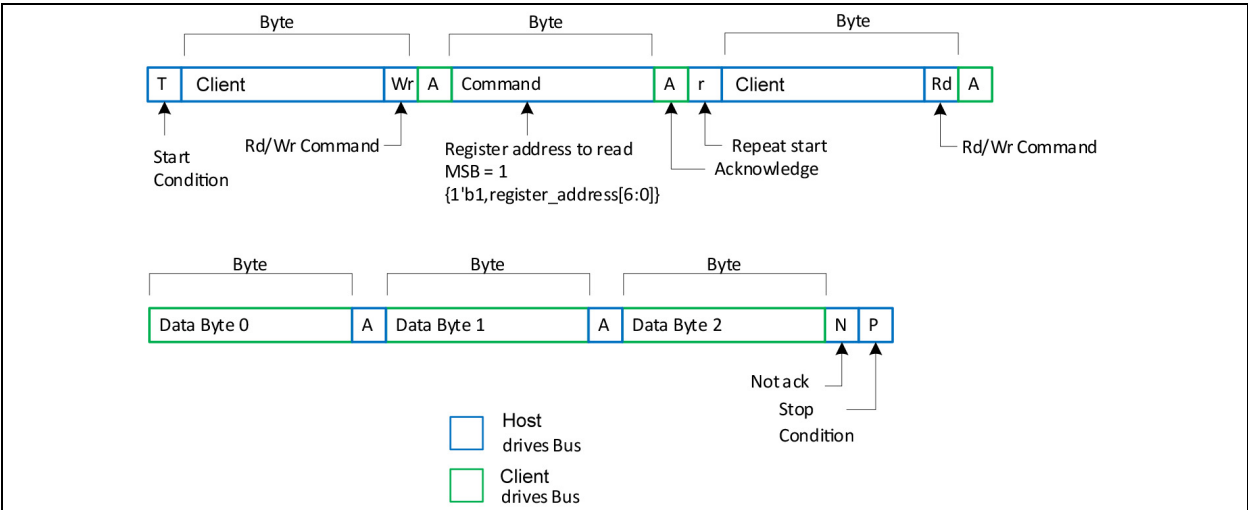 Byte Byte Byte
T Client Wr A Command A r Client Rd A
Start
Condition
Rd/Wr Command
Register address to read
MSB = 1
{1'b1,register_address[6:0]}
Repeat start
Acknowledge
Rd/Wr Command
Byte Byte Byte
Data Byte 0 A Data Byte 1 A Data Byte 2 N P
Not ack
Stop
Condition
Host
drives Bus
Client
drives Bus